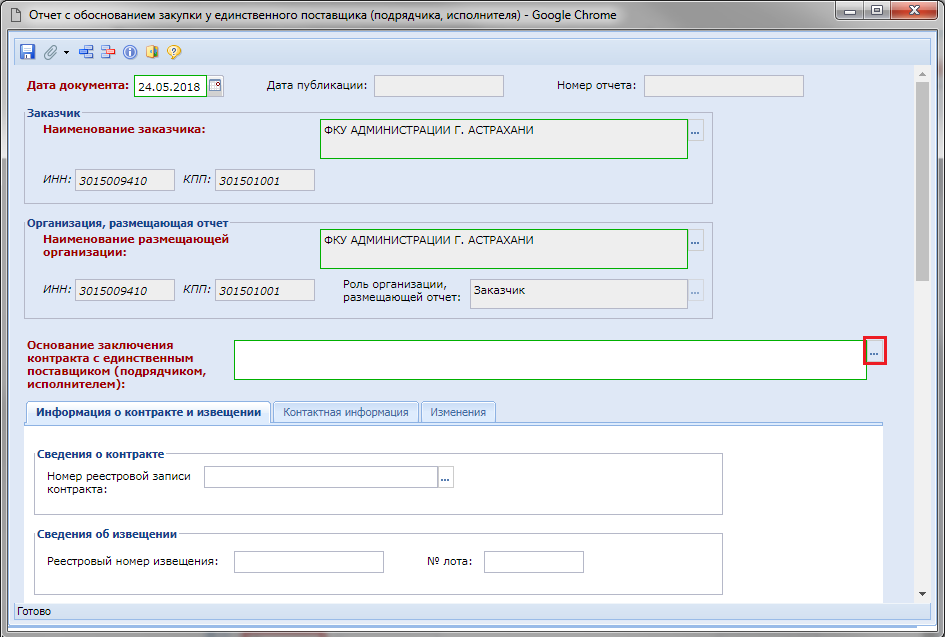 Отчет с обоснованием закупки у единственного поставщика (подрядчика, исполнителя) - Google Chrome
Дата документа: 24.05.2018 Дата публикации: Номер отчета:
Заказчик
Наименование заказчика: ФКУ АДМИНИСТРАЦИИ Г. АСТРАХАНИ ...
ИНН: 3015009410 КПП: 301501001
Организация, размещающая отчет
Наименование размещающей ФКУ АДМИНИСТРАЦИИ Г. АСТРАХАНИ ...
организации:
ИНН: 3015009410 КПП: 301501001 Роль организации, Заказчик ...
размещающей отчет:
Основание заключения
контракта с единственным ...
поставщиком (подрядчиком,
исполнителем):
Информация о контракте и извещении Контактная информация Изменения
Сведения о контракте
Номер реестровой записи ...
контракта:
Сведения об извещении
Реестровый номер извещения: № лота:
Готово